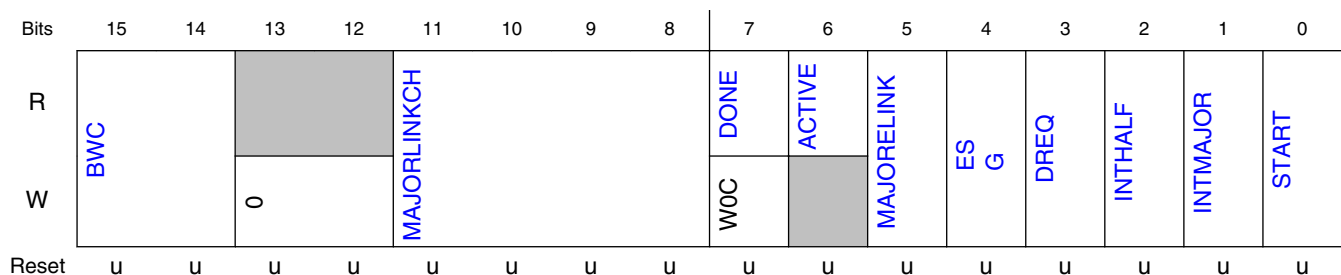 Bits 15 14 13 12 11 10 9 8 7 6 5 4 3 2 1 0
R BWC MAJORLINKCH DONE ACTIVE MAJORELINK ES G DREQ INTHALF INTMAJOR START
W 0 W0C
Reset u u u u u u u u u u u u u u u u